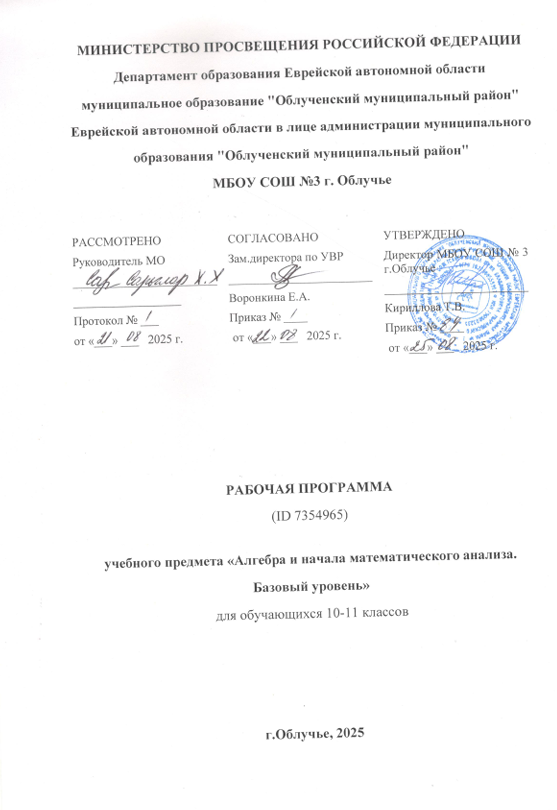 МИНИСТЕРСТВО ПРОСВЕЩЕНИЯ РОССИЙСКОЙ ФЕДЕРАЦИИ
Департамент образования Еврейской автономной области
муниципальное образование "Облученский муниципальный район"
Еврейской автономной области в лице администрации муниципального
образования "Облученский муниципальный район"
МБОУ СОШ №3 г. Облучье
РАССМОТРЕНО
Руководитель МО
Х.Х
Протокол № 1
от «21» 08 2025 г.
СОГЛАСОВАНО
Зам.директора по УВР
Воронкина Е.А.
Приказ № 1
от «22» 08 2025 г.
УТВЕРЖДЕНО
Директор МБОУ СОШ № 3
г.Облучье
Кириллова Т.В.
Приказ №
от «25» 08 2025 г.
РАБОЧАЯ ПРОГРАММА
(ID 7354965)
учебного предмета «Алгебра и начала математического анализа.
Базовый уровень»
для обучающихся 10-11 классов
г.Облучье, 2025